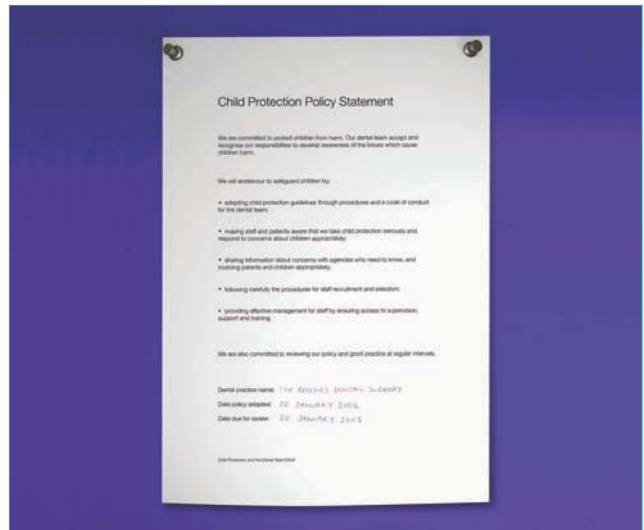 Child Protection Policy Statement
We are committed to protect children from harm. Our dental team accept and
recognise our responsibilities to develop awareness of the issues which cause
children harm.
We will endeavour to safeguard children by:
• adopting child protection guidelines through procedures and a code of conduct
for the dental team;
• making staff and patients aware that we take child protection seriously and
respond to concerns about children appropriately;
• sharing information about concerns with agencies who need to know, and
involving parents and children appropriately;
• following carefully the procedures for staff recruitment and selection;
• providing effective management for staff by ensuring access to supervision,
support and training.
We are also committed to reviewing our policy and good practice at regular intervals.
Dental practice name: THE BEECHES DENTAL SURGERY
Date policy adopted: 20 JANUARY 2006
Date due for review: 20 JANUARY 2008
Child Protection and the Dental Team